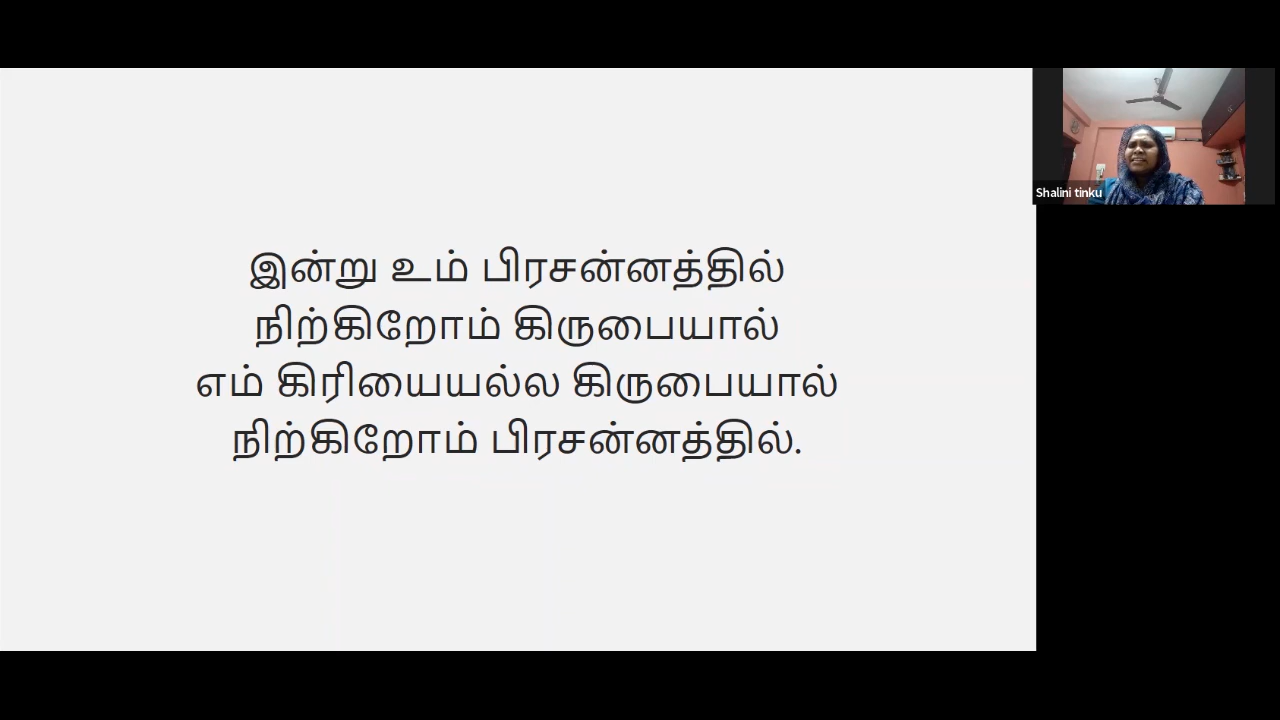 இன்று உம் பிரசன்னத்தில்
நிற்கிறோம் கிருபையால்
எம் கிரியையல்ல கிருபையால்
நிற்கிறோம் பிரசன்னத்தில்.
Shalini tinku